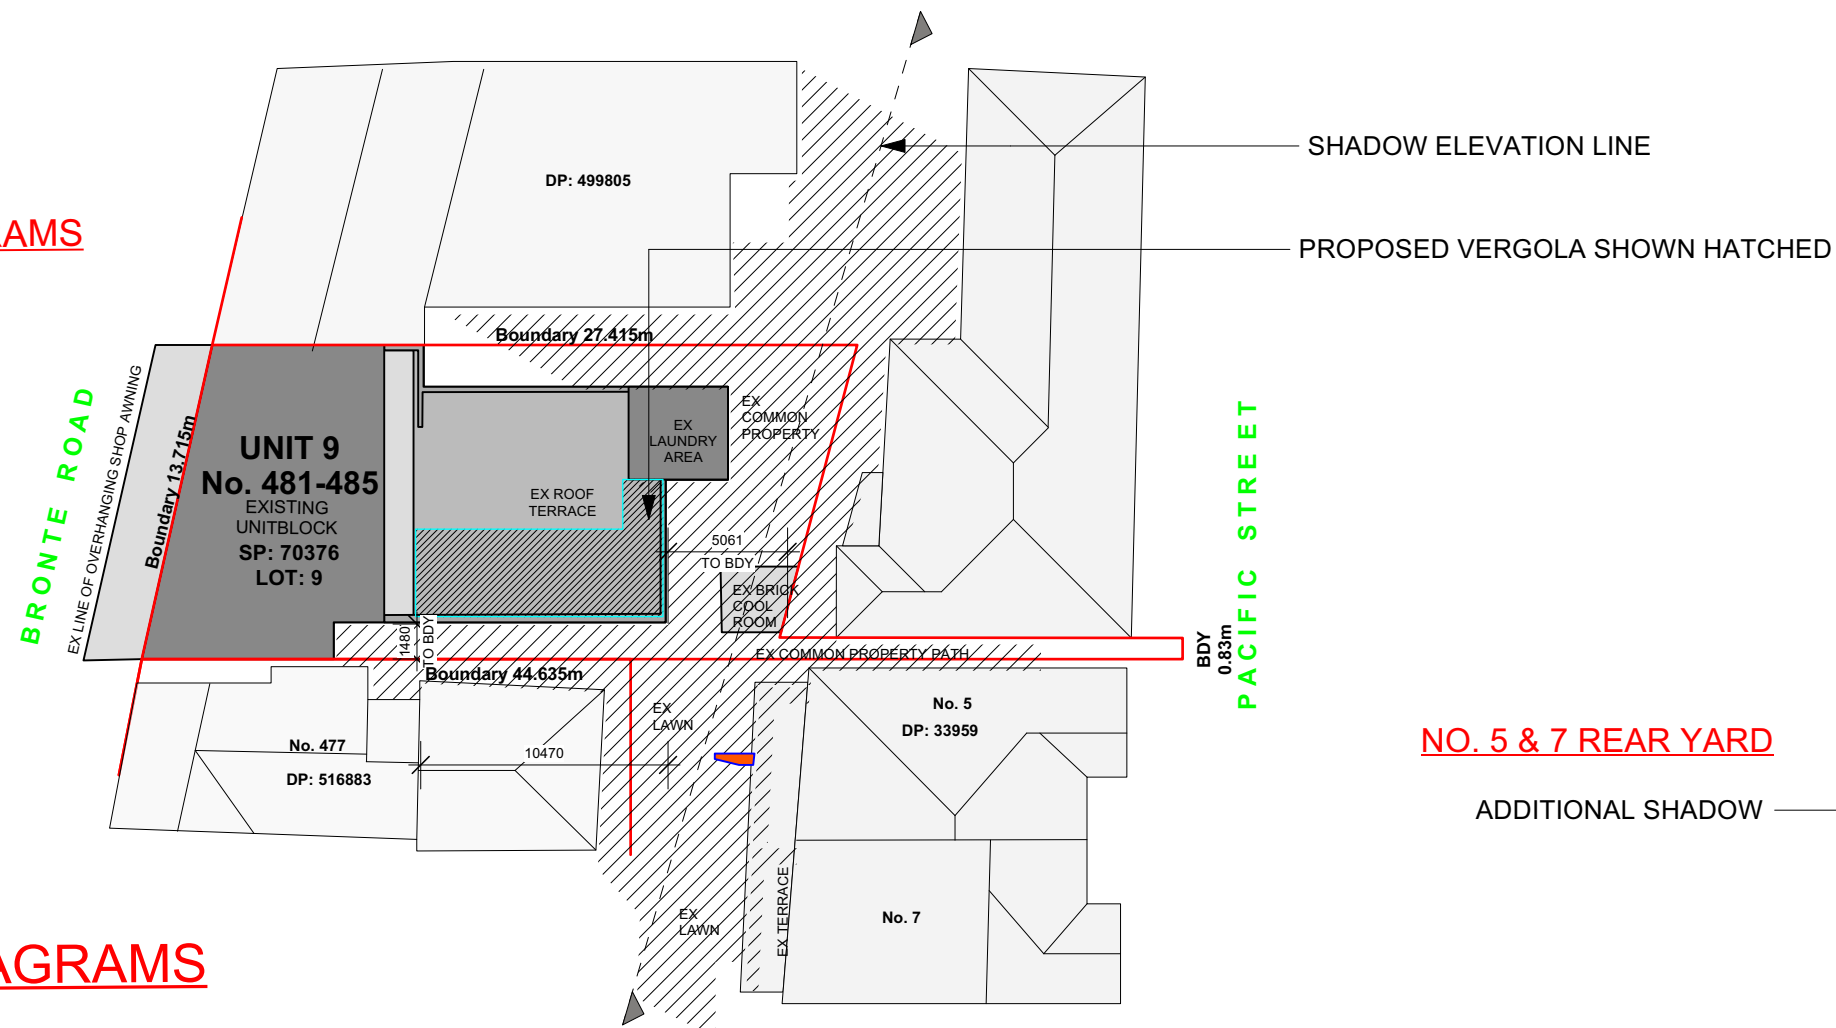 SHADOW ELEVATION LINE
DP: 499805
RAMS
PROPOSED VERGOLA SHOWN HATCHED
Boundary 27.415m
BRONTE ROAD
EX LINE OF OVERHANGING SHOP AWNING
Boundary 13.715m
UNIT 9
No. 481-485
EXISTING
UNITBLOCK
SP: 70376
LOT: 9
EX ROOF
TERRACE
EX
LAUNDRY
AREA
EX
COMMON
PROPERTY
5061
TO BDY
EX BRICK
COOL
ROOM
1480
TO BDY
EX COMMON PROPERTY PATH
BDY
0.83m
PACIFIC STREET
Boundary 44.635m
EX
LAWN
No. 5
DP: 33959
No. 477
DP: 516883
10470
NO. 5 & 7 REAR YARD
ADDITIONAL SHADOW
EX TERRACE
EX
LAWN
No. 7
AGRAMS